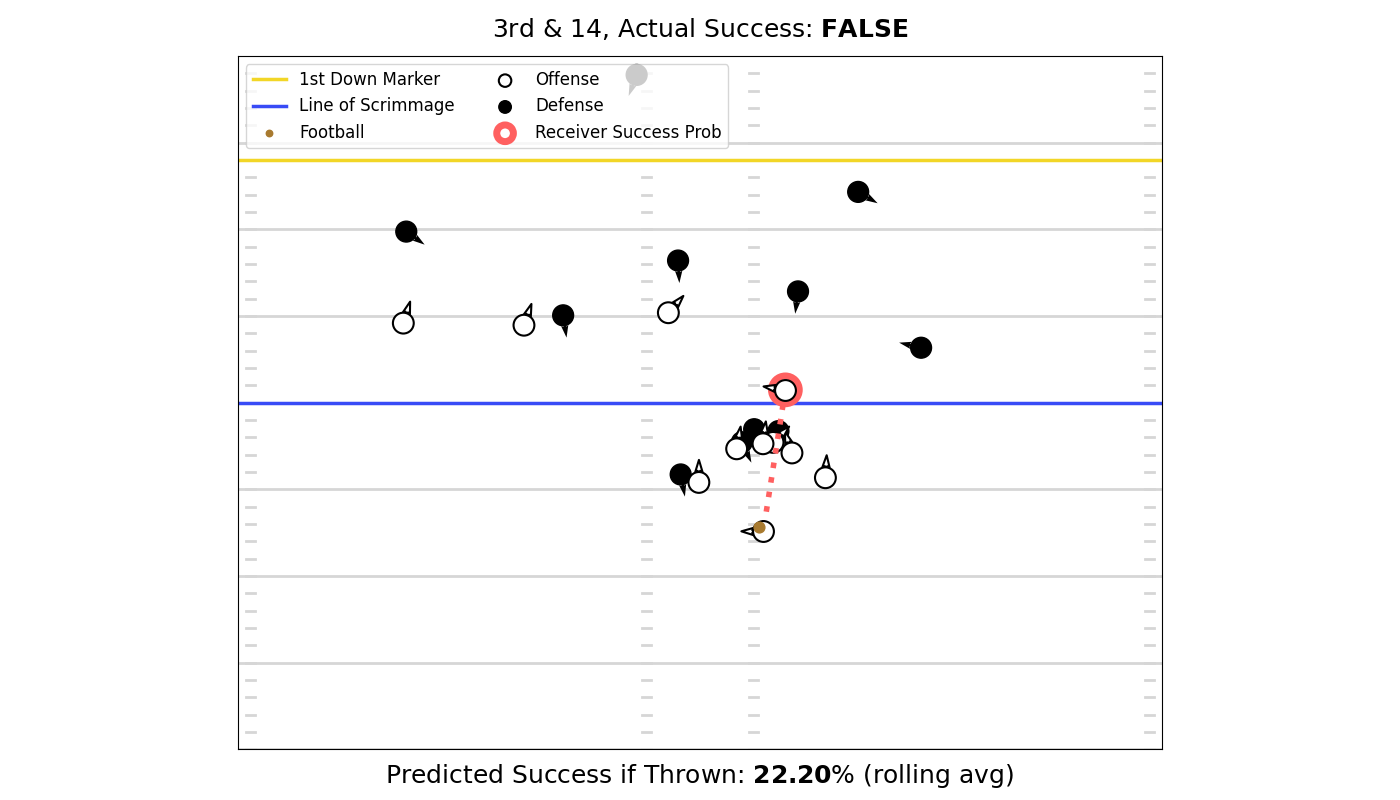 3rd & 14, Actual Success: FALSE
1st Down Marker
Line of Scrimmage
Football
Offense
Defense
Receiver Success Prob
Predicted Success if Thrown: 22.20% (rolling avg)